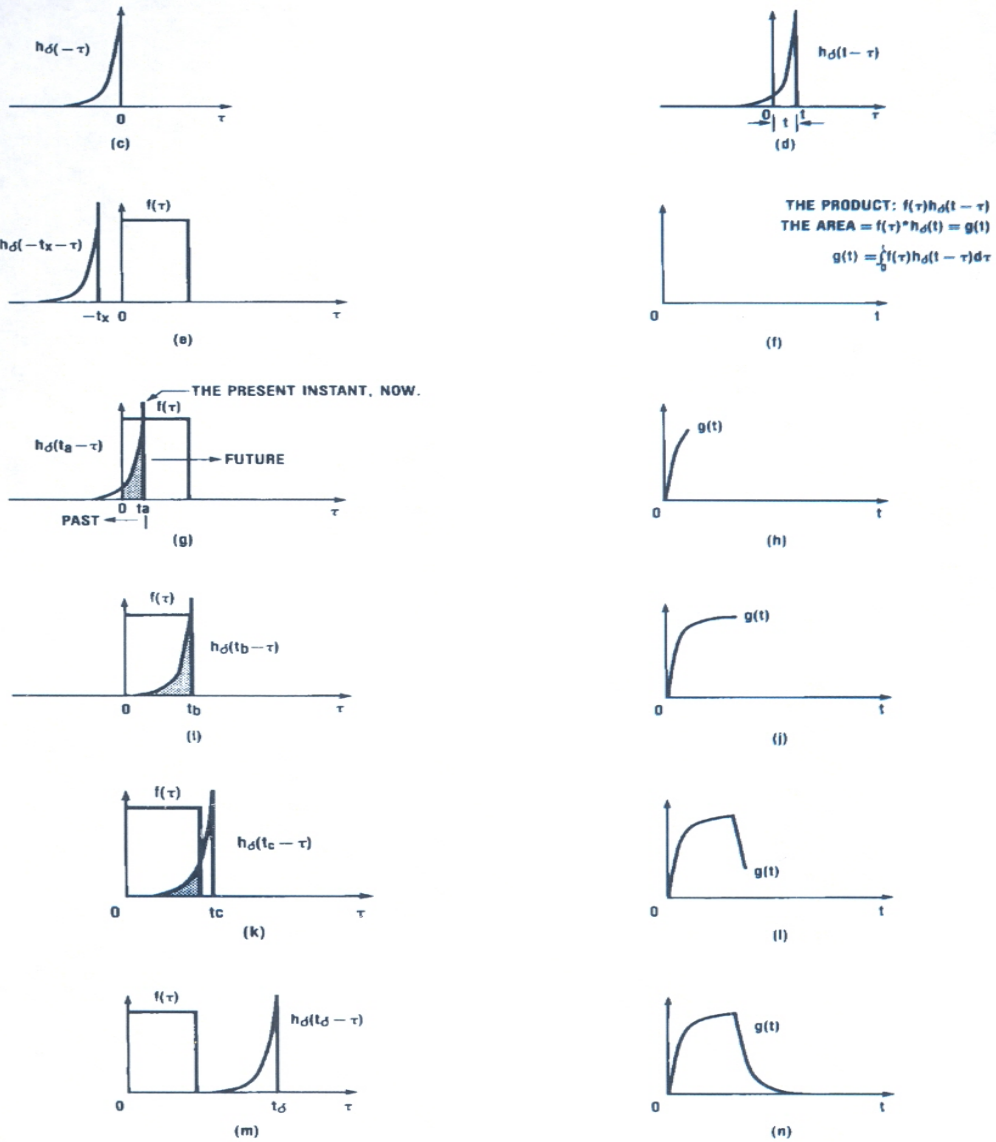 h𝛿(−τ)
0
τ
(c)
h𝛿(t − τ)
0
t
τ
t
(d)
h𝛿(−tx − τ)
f(τ)
−tx
0
τ
(e)
THE PRODUCT: f(τ)h𝛿(t − τ)
THE AREA = f(τ)*h𝛿(t) = g(t)
g(t) = ∫f(τ)h𝛿(t − τ)dτ
0
t
(f)
THE PRESENT INSTANT, NOW.
f(τ)
h𝛿(ta − τ)
FUTURE
0
ta
τ
PAST
(g)
g(t)
0
t
(h)
f(τ)
h𝛿(tb − τ)
0
tb
τ
(i)
g(t)
0
t
(j)
f(τ)
h𝛿(tc − τ)
0
tc
τ
(k)
g(t)
0
t
(l)
f(τ)
h𝛿(t𝛿 − τ)
0
t𝛿
τ
(m)
g(t)
0
t
(n)